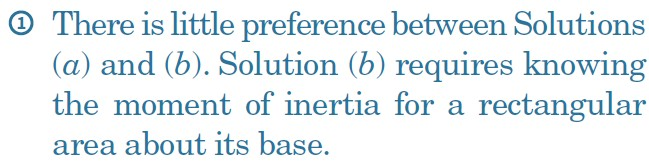 ① There is little preference between Solutions
(a) and (b). Solution (b) requires knowing
the moment of inertia for a rectangular
area about its base.